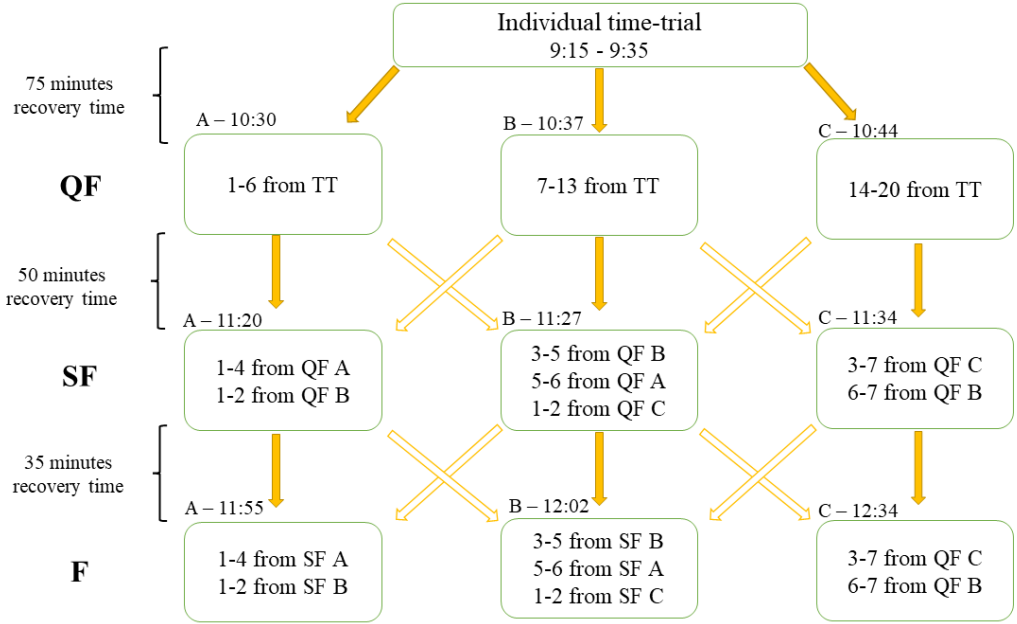 Individual time-trial
9:15 - 9:35
75 minutes
recovery time
A – 10:30
B – 10:37
C – 10:44
QF
1-6 from TT
7-13 from TT
14-20 from TT
50 minutes
recovery time
A – 11:20
B – 11:27
C – 11:34
SF
1-4 from QF A
1-2 from QF B
3-5 from QF B
5-6 from QF A
1-2 from QF C
3-7 from QF C
6-7 from QF B
35 minutes
recovery time
A – 11:55
B – 12:02
C – 12:34
F
1-4 from SF A
1-2 from SF B
3-5 from SF B
5-6 from SF A
1-2 from SF C
3-7 from QF C
6-7 from QF B